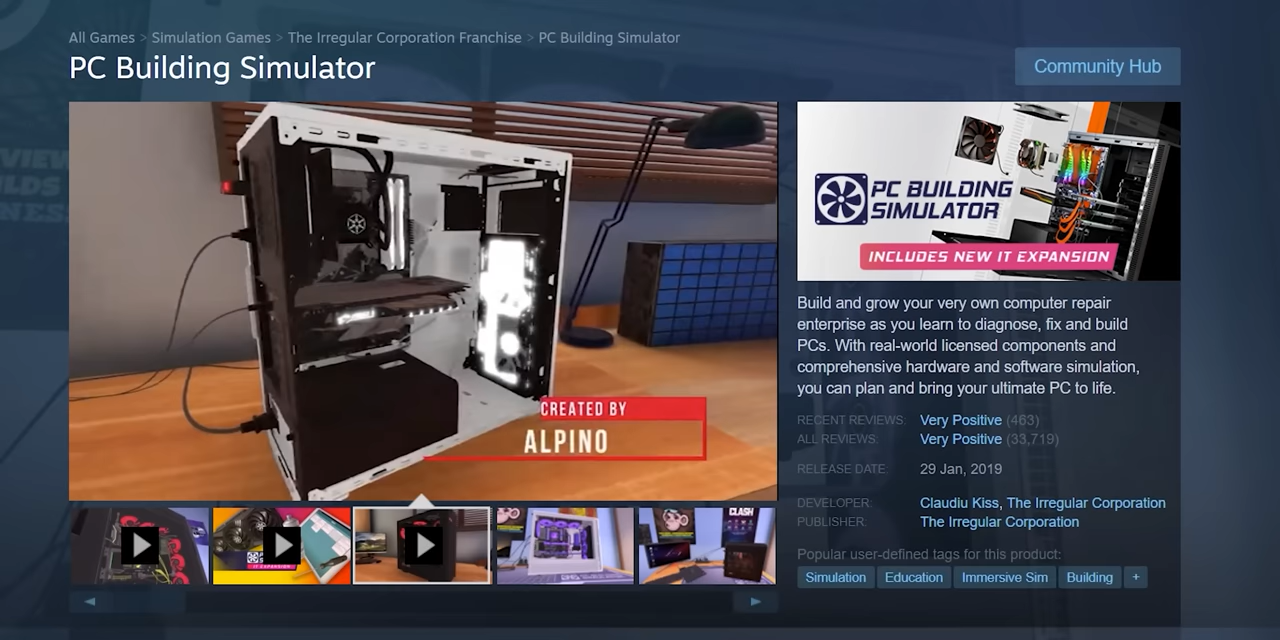 All Games > Simulation Games > The Irregular Corporation Franchise > PC Building Simulator
PC Building Simulator
Community Hub
CREATED BY
ALPINO
PC BUILDING
SIMULATOR
INCLUDES NEW IT EXPANSION
Build and grow your very own computer repair
enterprise as you learn to diagnose, fix and build
PCs. With real-world licensed components and
comprehensive hardware and software simulation,
you can plan and bring your ultimate PC to life.
RECENT REVIEWS: Very Positive (463)
ALL REVIEWS: Very Positive (33,719)
RELEASE DATE: 29 Jan, 2019
DEVELOPER: Claudiu Kiss, The Irregular Corporation
PUBLISHER: The Irregular Corporation
Popular user-defined tags for this product:
Simulation Education Immersive Sim Building +
CLASH